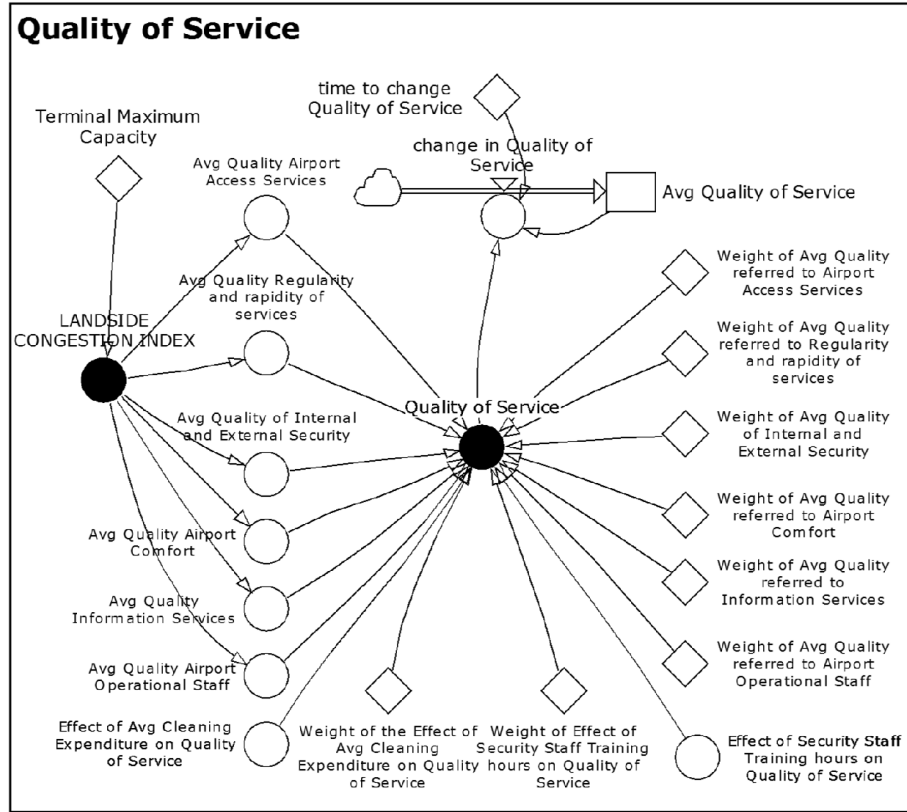 Quality of Service
time to change
Quality of Service
Terminal Maximum
Capacity
change in Quality of
Service
Avg Quality Airport
Access Services
Avg Quality of Service
Weight of Avg Quality
referred to Airport
Access Services
Avg Quality Regularity
and rapidity of
services
LANDSIDE
CONGESTION INDEX
Weight of Avg Quality
referred to Regularity
and rapidity of
services
Quality of Service
Avg Quality of Internal
and External Security
Weight of Avg Quality
of Internal and
External Security
Avg Quality Airport
Comfort
Weight of Avg Quality
referred to Airport
Comfort
Avg Quality
Information Services
Weight of Avg Quality
referred to
Information Services
Avg Quality Airport
Operational Staff
Weight of Avg Quality
referred to Airport
Operational Staff
Effect of Avg Cleaning
Expenditure on Quality
of Service
Weight of the Effect of
Avg Cleaning
Expenditure on Quality
of Service
Weight of Effect of
Security Staff Training
hours on Quality of
Service
Effect of Security Staff
Training hours on
Quality of Service